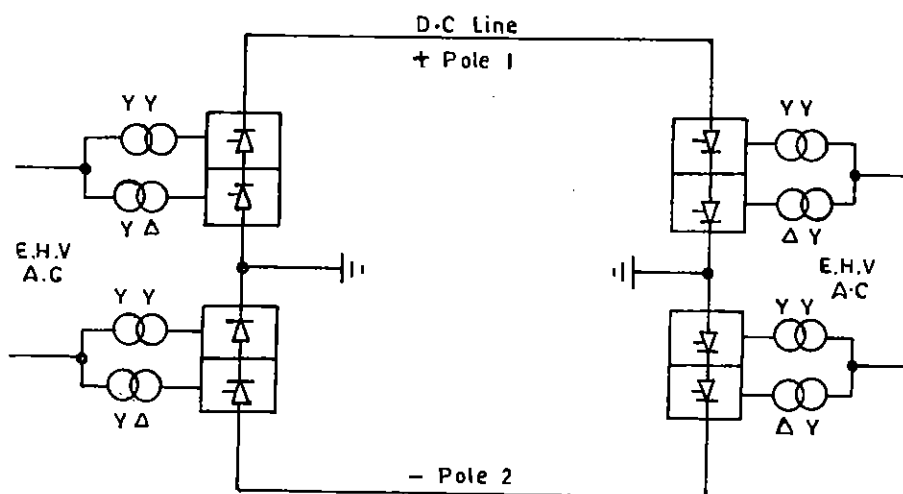 D.C Line
+ Pole 1
Y Y
Y Y
Y Δ
Δ Y
E.H.V
A.C
E.H.V
A.C
Y Y
Y Y
Y Δ
Δ Y
- Pole 2